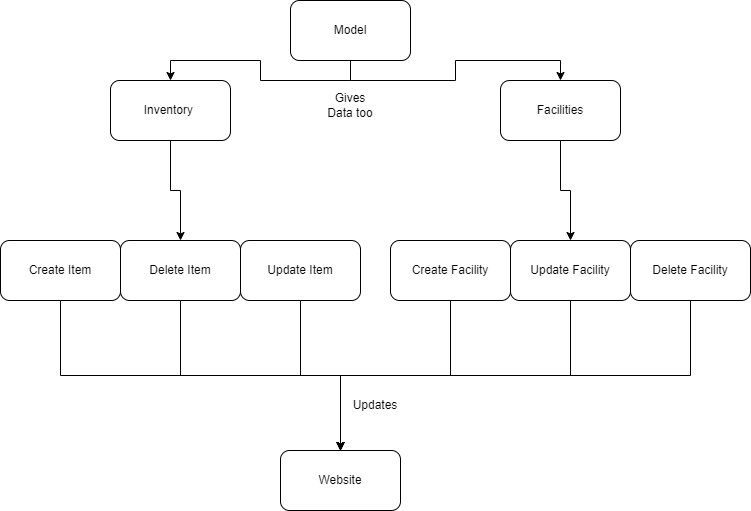 Model
Gives
Data too
Inventory
Facilities
Create Item
Delete Item
Update Item
Create Facility
Update Facility
Delete Facility
Updates
Website